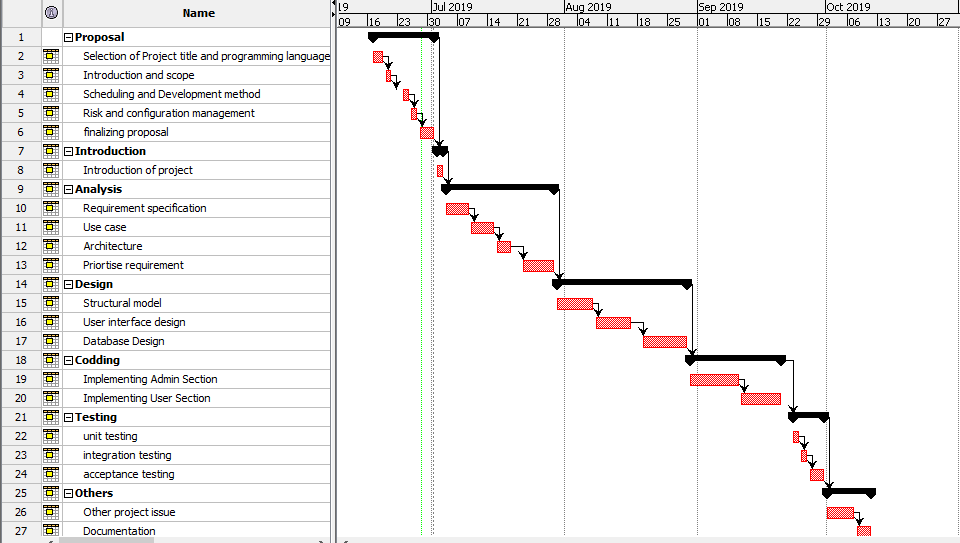 Name
19 Jul 2019 Aug 2019 Sep 2019 Oct 2019
09 16 23 30 07 14 21 28 04 11 18 25 01 08 15 22 29 06 13 20 27
1 Proposal
2 Selection of Project title and programming language
3 Introduction and scope
4 Scheduling and Development method
5 Risk and configuration management
6 finalizing proposal
7 Introduction
8 Introduction of project
9 Analysis
10 Requirement specification
11 Use case
12 Architecture
13 Priortise requirement
14 Design
15 Structural model
16 User interface design
17 Database Design
18 Codding
19 Implementing Admin Section
20 Implementing User Section
21 Testing
22 unit testing
23 integration testing
24 acceptance testing
25 Others
26 Other project issue
27 Documentation